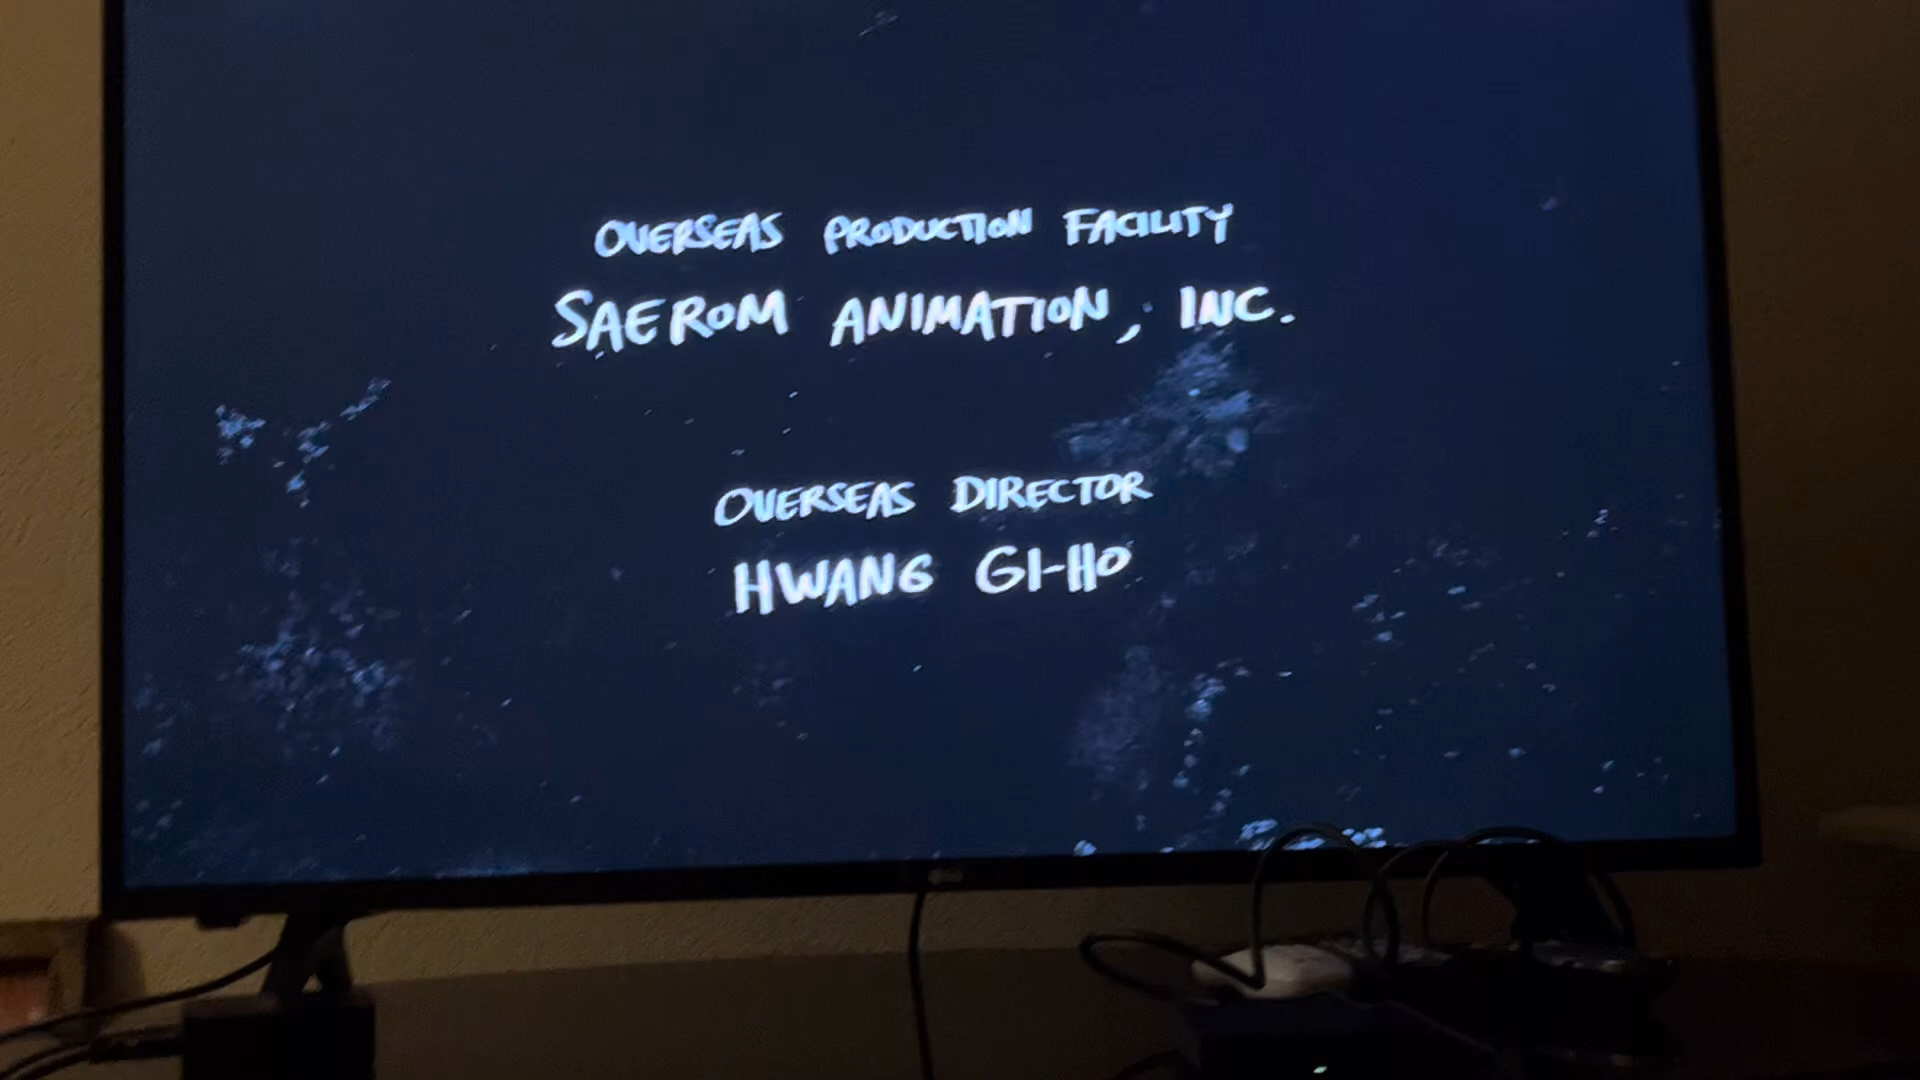 OVERSEAS PRODUCTION FACILITY
SAEROM ANIMATION, INC.
OVERSEAS DIRECTOR
HWANG GI-HO